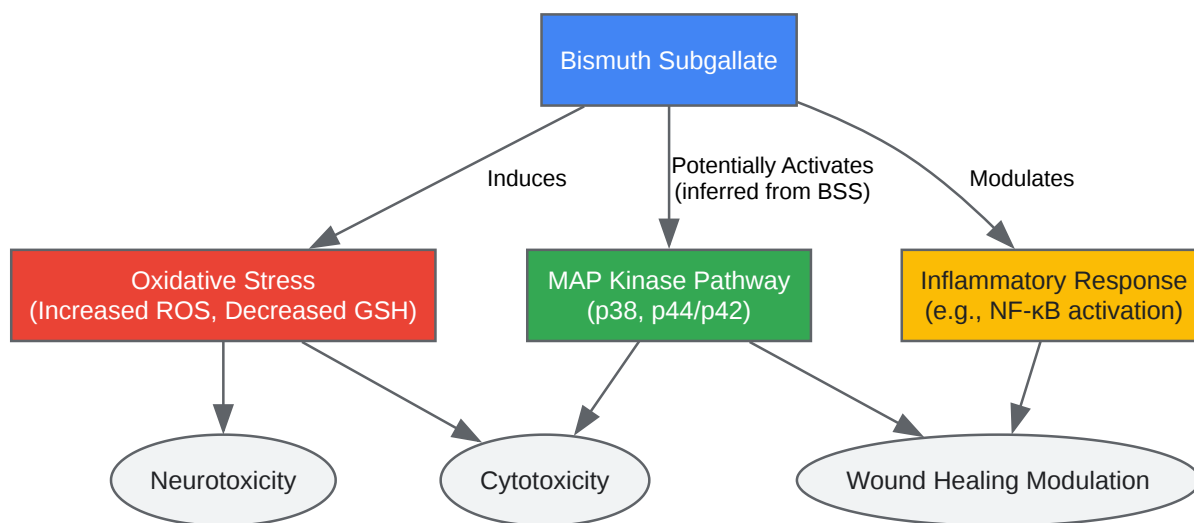 Bismuth Subgallate
Induces
Potentially Activates
(inferred from BSS)
Modulates
Oxidative Stress
(Increased ROS, Decreased GSH)
MAP Kinase Pathway
(p38, p44/p42)
Inflammatory Response
(e.g., NF-κB activation)
Neurotoxicity
Cytotoxicity
Wound Healing Modulation